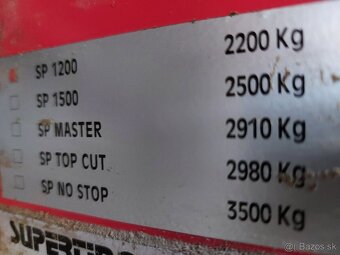 SP 1200 2200 Kg
SP 1500 2500 Kg
SP MASTER 2910 Kg
SP TOP CUT 2980 Kg
SP NO STOP 3500 Kg
© Bazos.sk